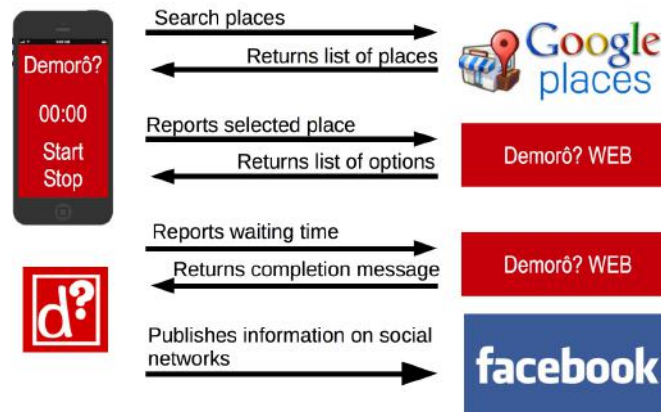 Search places
Returns list of places
Google
places
Demorô?
00:00
Start
Stop
Reports selected place
Returns list of options
Demorô? WEB
Reports waiting time
Returns completion message
Demorô? WEB
d?
Publishes information on social
networks
facebook